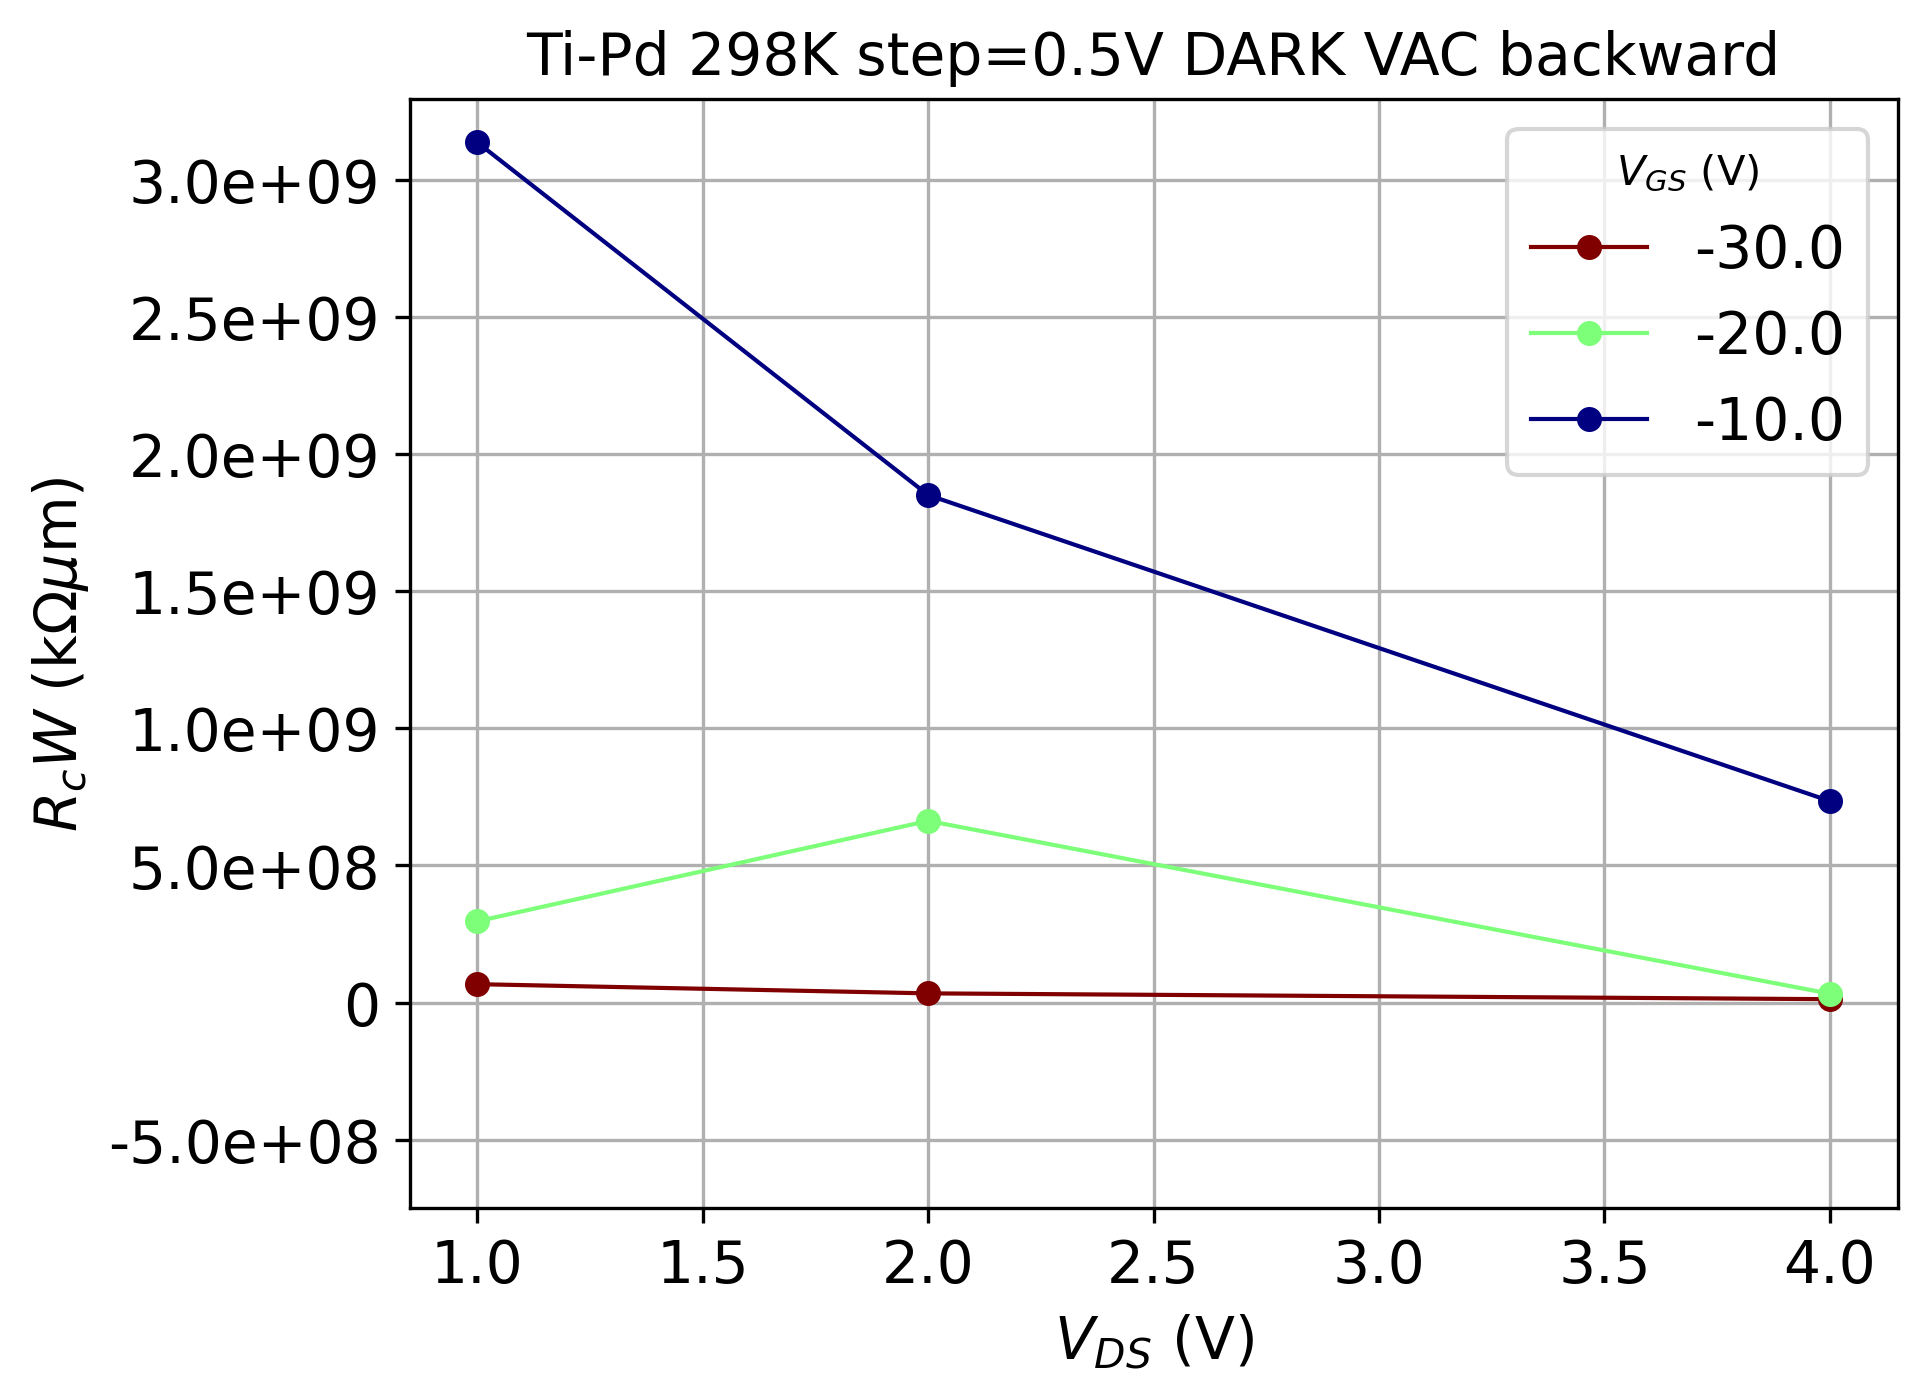 Ti-Pd 298K step=0.5V DARK VAC backward
3.0e+09
2.5e+09
2.0e+09
1.5e+09
1.0e+09
5.0e+08
0
-5.0e+08
R_cW (kΩμm)
V_GS (V)
-30.0
-20.0
-10.0
1.0 1.5 2.0 2.5 3.0 3.5 4.0
V_DS (V)